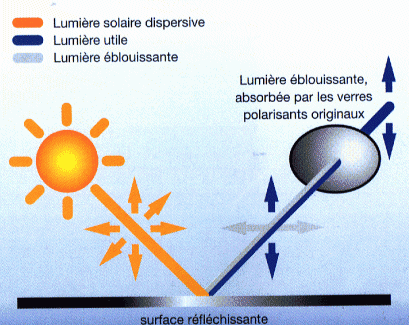 Lumière solaire dispersive
Lumière utile
Lumière éblouissante
Lumière éblouissante,
absorbée par les verres
polarisants originaux
surface réfléchissante